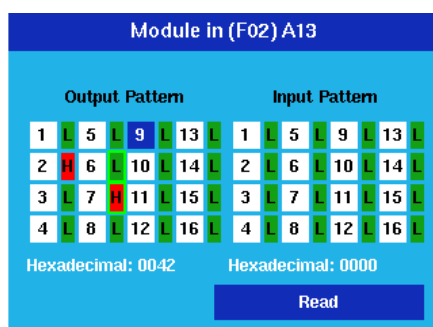 Module in (F02) A13
Output Pattern Input Pattern
1 L 5 L 9 L 13 L 1 L 5 L 9 L 13 L
2 H 6 L 10 L 14 L 2 L 6 L 10 L 14 L
3 L 7 H 11 L 15 L 3 L 7 L 11 L 15 L
4 L 8 L 12 L 16 L 4 L 8 L 12 L 16 L
Hexadecimal: 0042 Hexadecimal: 0000
Read